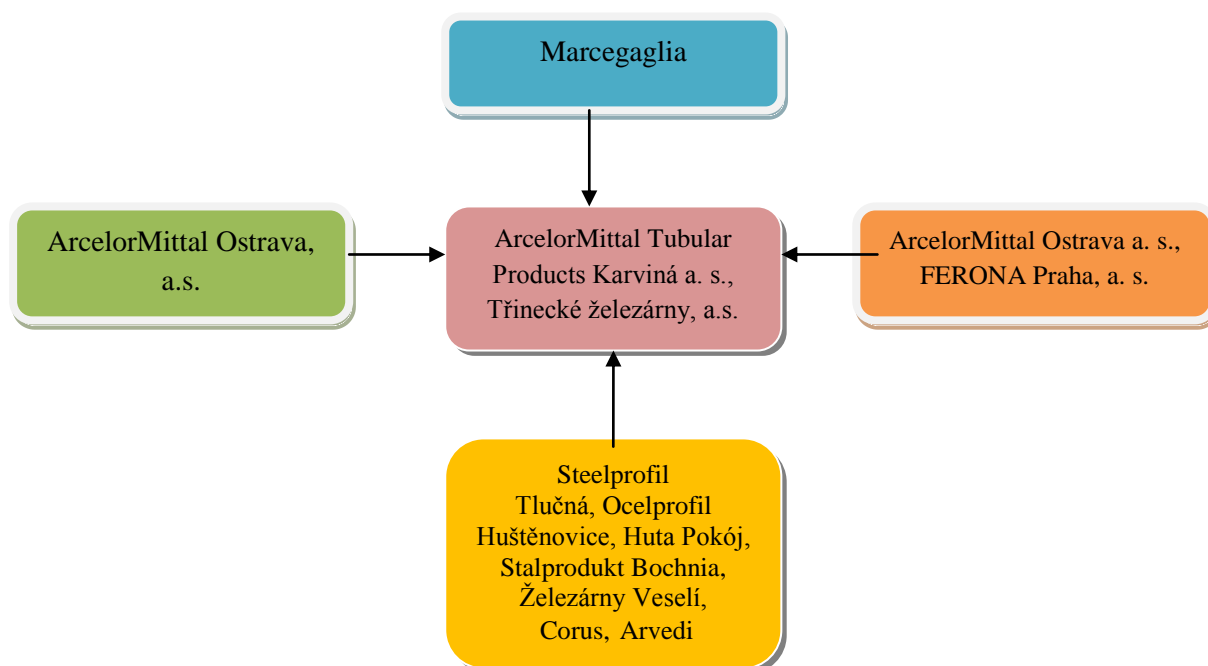 Marcegaglia
ArcelorMittal Ostrava,
a.s.
ArcelorMittal Tubular
Products Karviná a. s.,
Třinecké železárny, a.s.
ArcelorMittal Ostrava a. s.,
FERONA Praha, a. s.
Steelprofil
Tlučná, Ocelprofil
Huštěnovice, Huta Pokój,
Stalprodukt Bochnia,
Železárny Veselí,
Corus, Arvedi